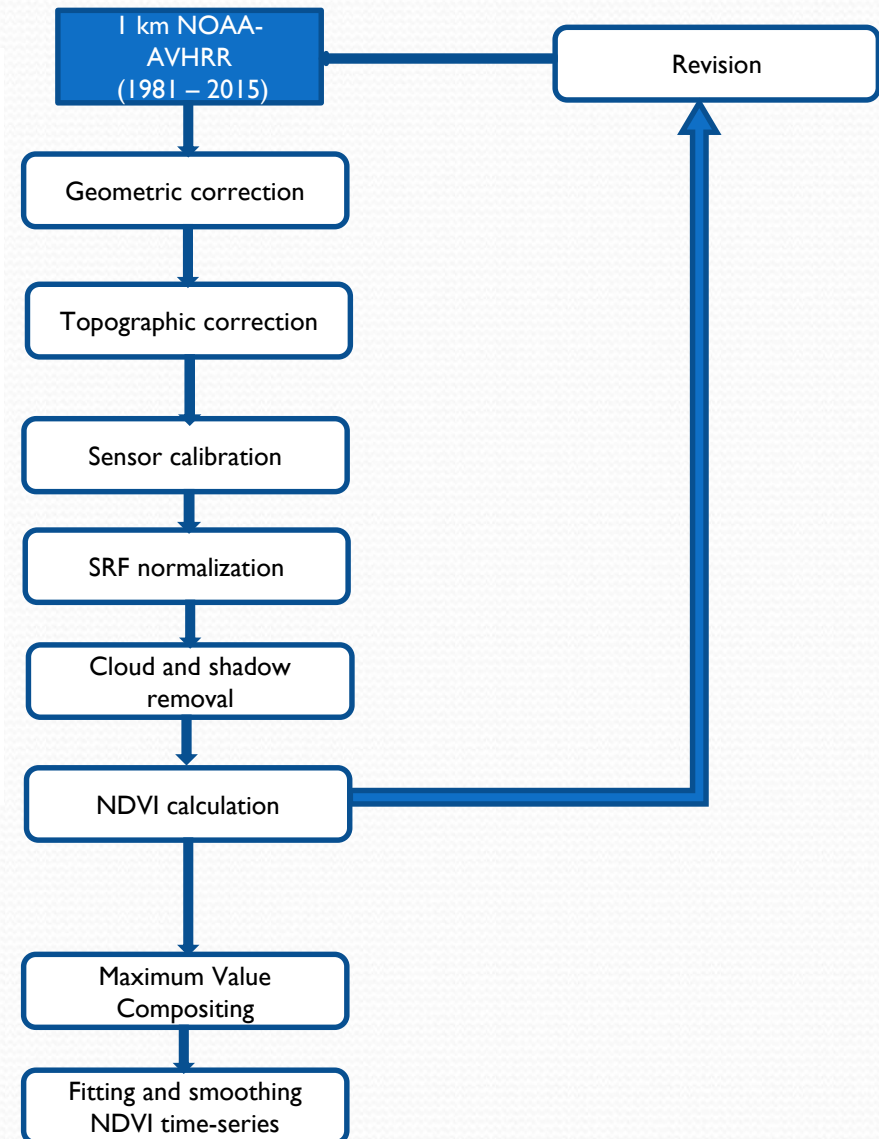 1 km NOAA-
AVHRR
(1981 – 2015)
Revision
Geometric correction
Topographic correction
Sensor calibration
SRF normalization
Cloud and shadow
removal
NDVI calculation
Maximum Value
Compositing
Fitting and smoothing
NDVI time-series